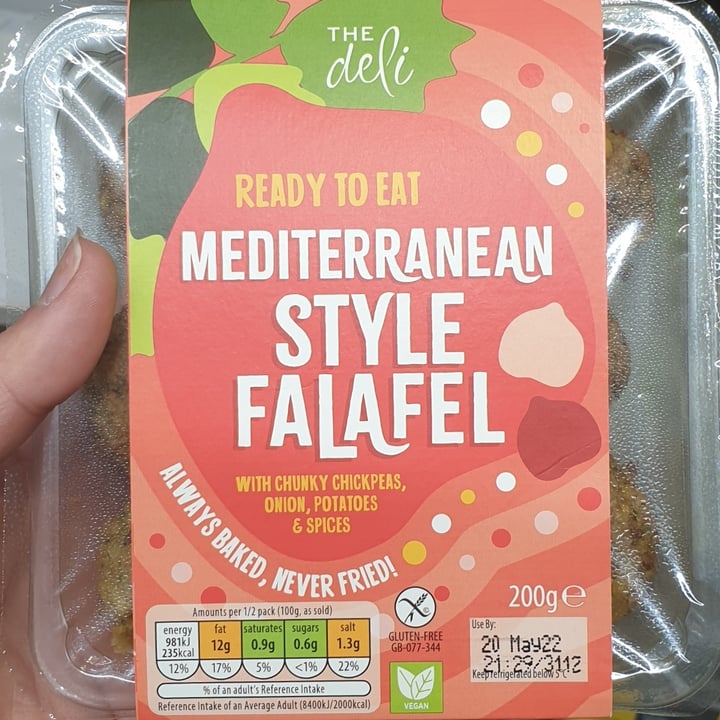 THE
deli
READY TO EAT
MEDITERRANEAN
STYLE
FALAFEL
WITH CHUNKY CHICKPEAS,
ONION, POTATOES
& SPICES
ALWAYS BAKED, NEVER FRIED!
200g e
Amounts per 1/2 pack (100g, as sold)
energy fat saturates sugars salt
981kJ 12g 0.9g 0.6g 1.3g
235kcal
12% 17% 5% <1% 22%
% of an adult's Reference Intake
Reference Intake of an Average Adult (8400kJ/2000kcal)
GLUTEN-FREE
GB-077-344
VEGAN
Use By:
20 May22
21:29/3112
Keep refrigerated below 5°C